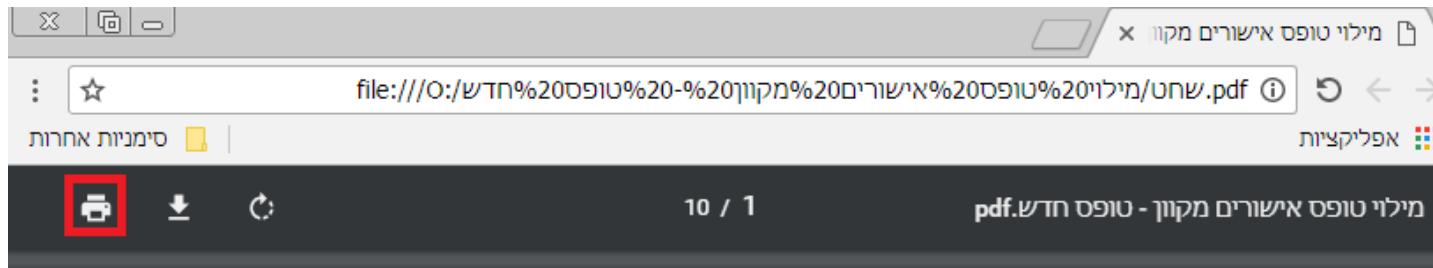 מילוי טופס אישורים מקוו
file:///O:/שחט/מילוי%20טופס%20אישורים%20מקוון%20-%20טופס%20חדש.pdf
אפליקציות
סימניות אחרות
מילוי טופס אישורים מקוון - טופס חדש.pdf
1 / 10